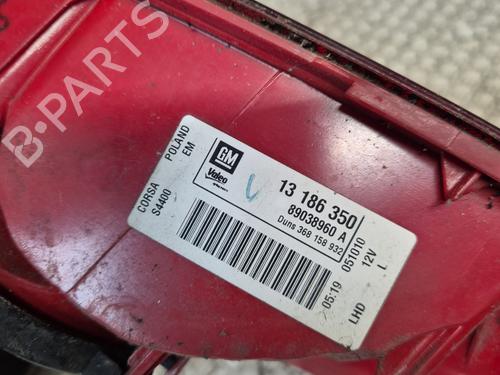 B-PARTS
CORSA POLAND
S4400 EM
GM
Valeo
13 186 350
89038960 A
Duns 368 158 932
051010
05:19 12V
LHD L